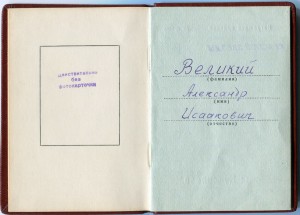 действительно
без
фотокарточки
Великий
(фамилия)
Александр
(имя)
Исаакович
(отчество)